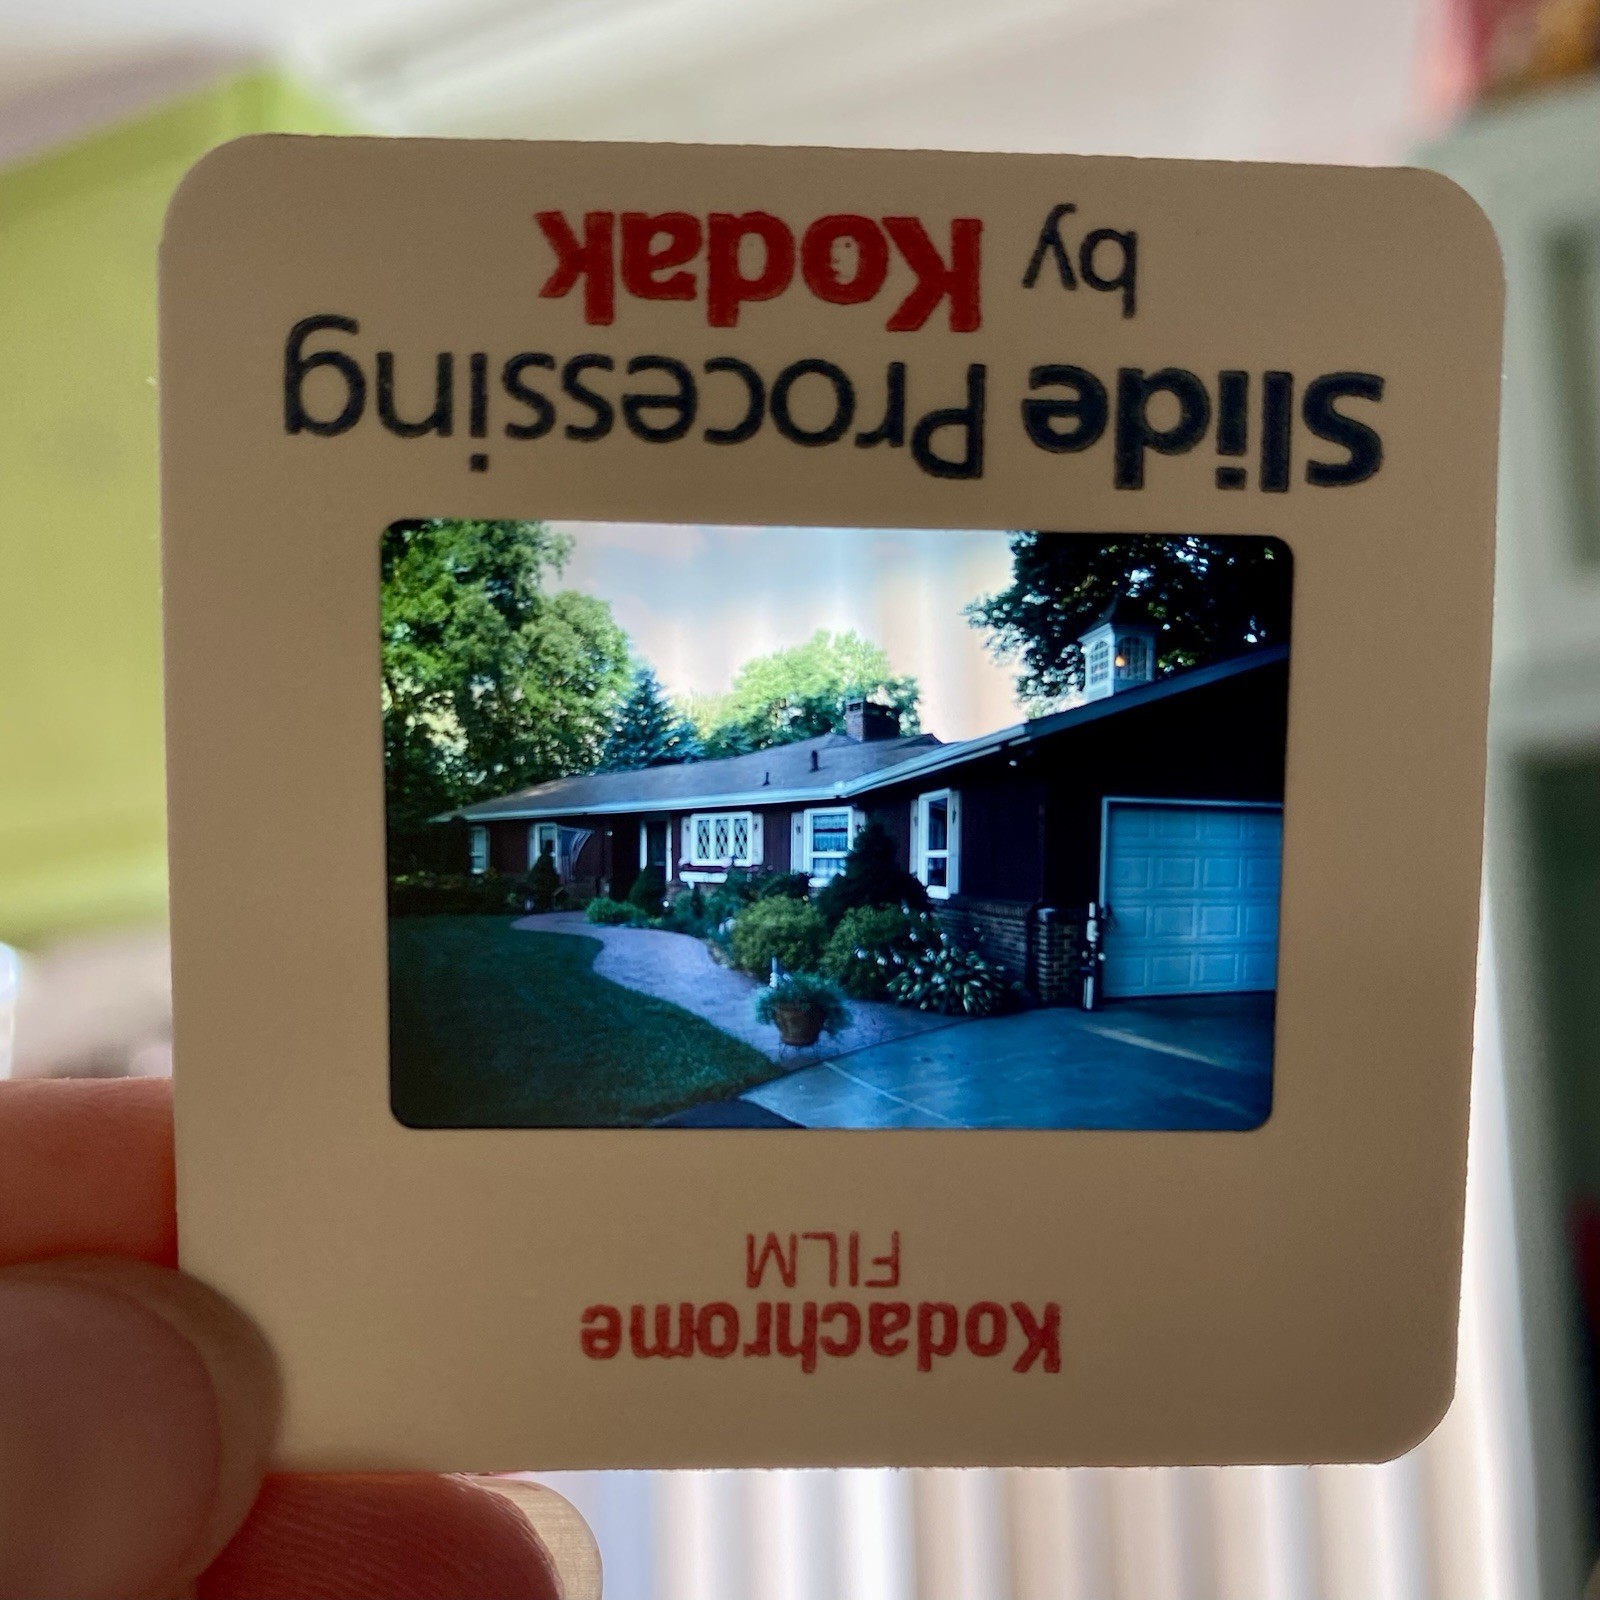 Kodachrome
FILM
Slide Processing
by Kodak